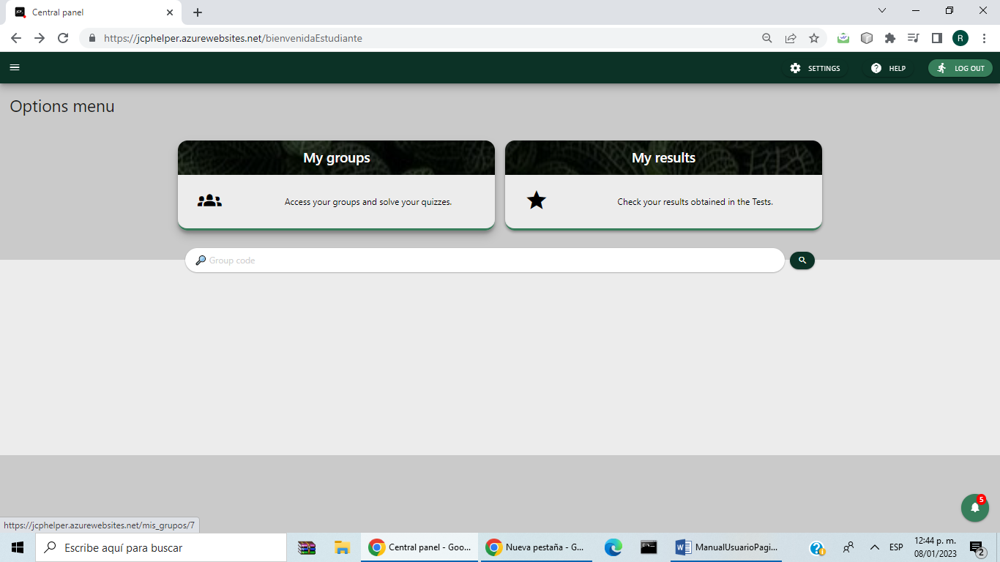 Central panel
https://jcphelper.azurewebsites.net/bienvenidaEstudiante
R
SETTINGS
HELP
LOG OUT
Options menu
My groups
My results
Access your groups and solve your quizzes.
Check your results obtained in the Tests.
Group code
5
https://jcphelper.azurewebsites.net/mis_grupos/7
Escribe aquí para buscar
Central panel - Goo...
Nueva pestaña - G...
ManualUsuarioPagi...
ESP
12:44 p. m.
08/01/2023
2